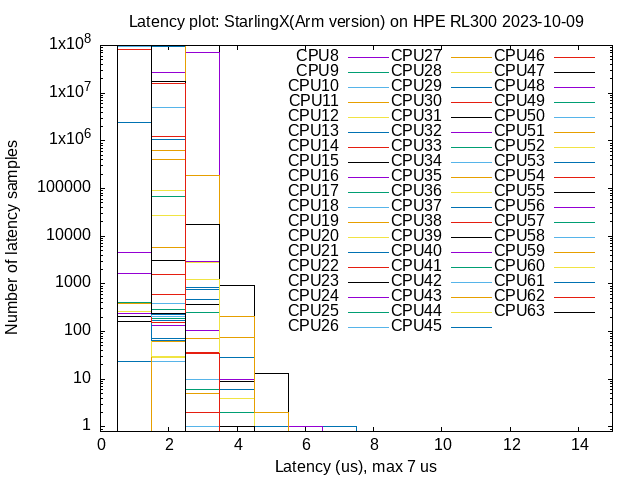 Latency plot: StarlingX(Arm version) on HPE RL300 2023-10-09
Number of latency samples
1x10^8
1x10^7
1x10^6
100000
10000
1000
100
10
1
0 2 4 6 8 10 12 14
Latency (us), max 7 us
CPU8 CPU27 CPU46
CPU9 CPU28 CPU47
CPU10 CPU29 CPU48
CPU11 CPU30 CPU49
CPU12 CPU31 CPU50
CPU13 CPU32 CPU51
CPU14 CPU33 CPU52
CPU15 CPU34 CPU53
CPU16 CPU35 CPU54
CPU17 CPU36 CPU55
CPU18 CPU37 CPU56
CPU19 CPU38 CPU57
CPU20 CPU39 CPU58
CPU21 CPU40 CPU59
CPU22 CPU41 CPU60
CPU23 CPU42 CPU61
CPU24 CPU43 CPU62
CPU25 CPU44 CPU63
CPU26 CPU45